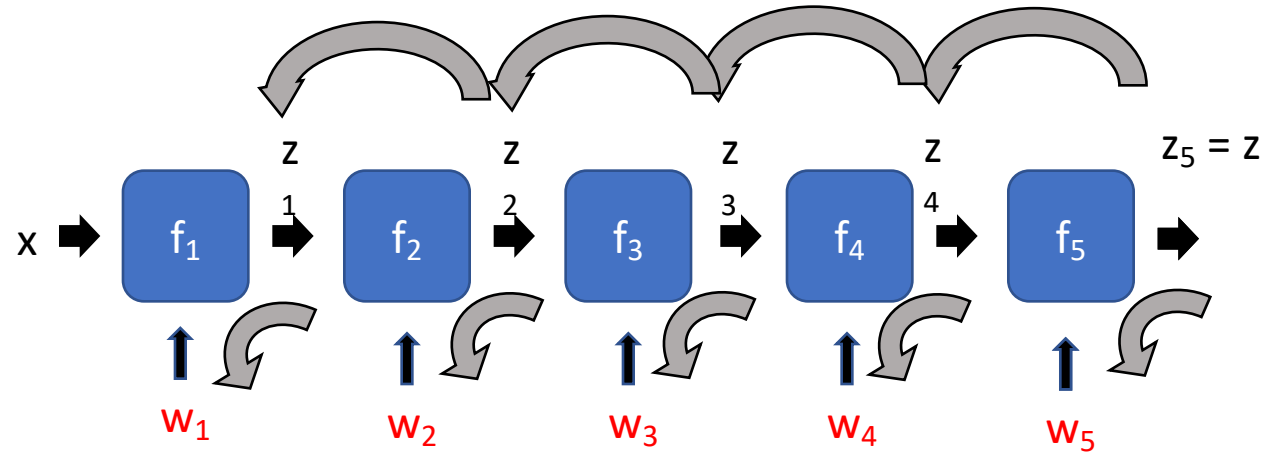 z z z z z₅ = z
1 2 3 4
x f₁ f₂ f₃ f₄ f₅
w₁ w₂ w₃ w₄ w₅